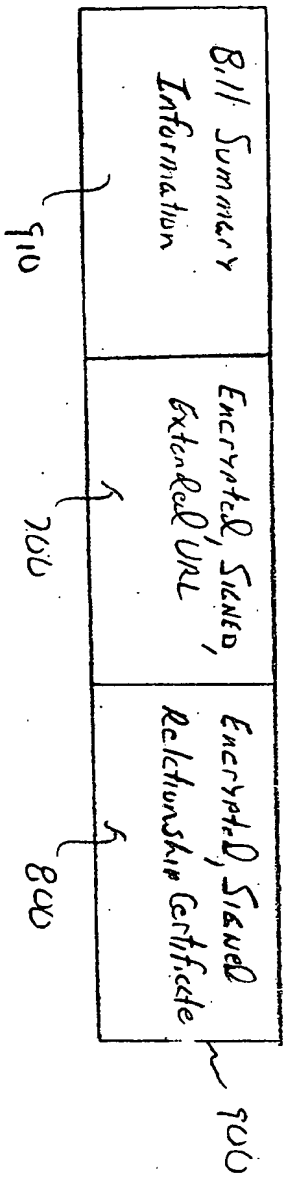 Bill Summary
Information
Encrypted, Signed,
Extended URL
Encrypted, Signed
Relationship Certificate
910
700
800
900